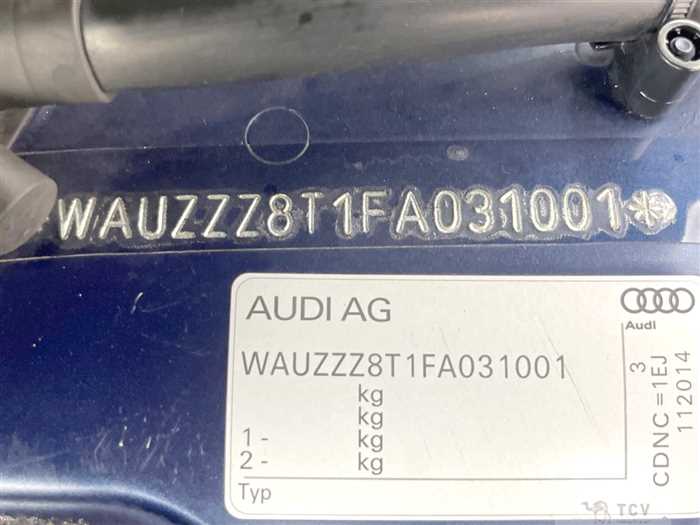 WAUZZZ8T1FA031001
AUDI AG
Audi
WAUZZZ8T1FA031001
kg
kg
1 - kg
2 - kg
Typ
3
CDNC =1EJ
112014
TCV